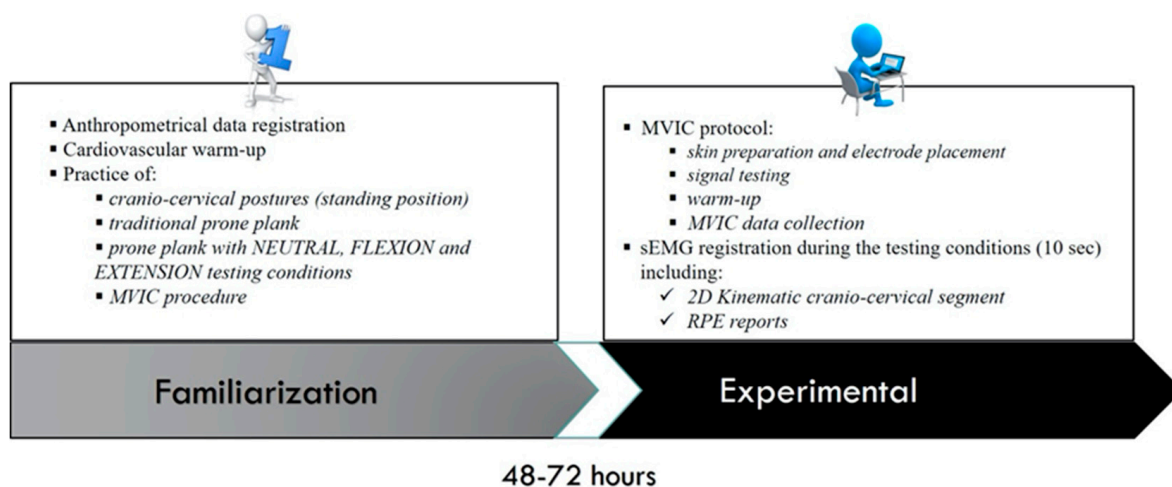 1
▪ Anthropometrical data registration
▪ Cardiovascular warm-up
▪ Practice of:
▪ cranio-cervical postures (standing position)
▪ traditional prone plank
▪ prone plank with NEUTRAL, FLEXION and
EXTENSION testing conditions
▪ MVIC procedure
Familiarization
▪ MVIC protocol:
▪ skin preparation and electrode placement
▪ signal testing
▪ warm-up
▪ MVIC data collection
▪ sEMG registration during the testing conditions (10 sec)
including:
✓ 2D Kinematic cranio-cervical segment
✓ RPE reports
Experimental
48-72 hours